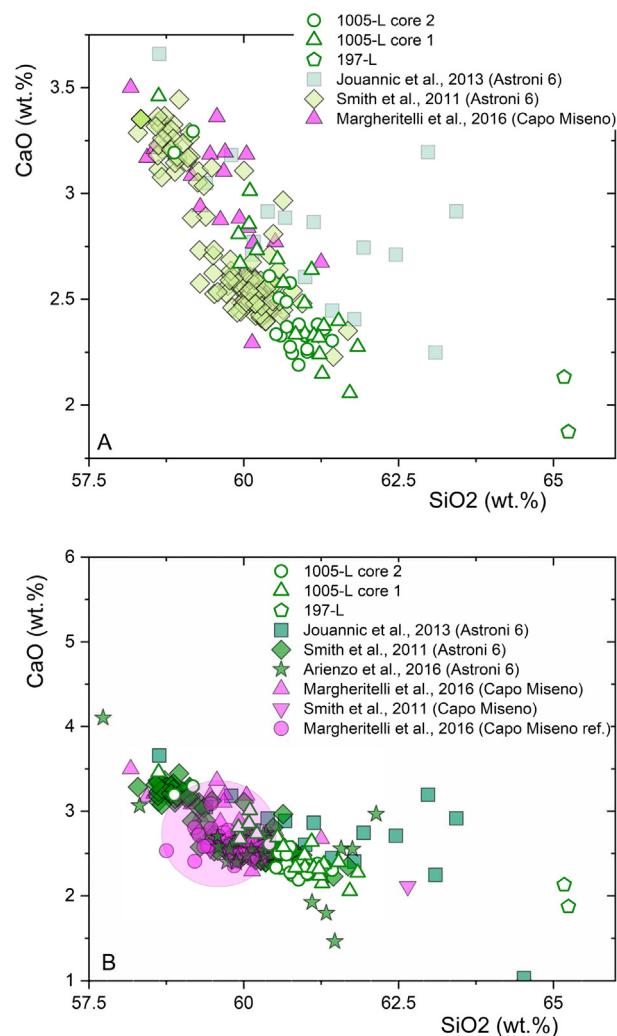 1005-L core 2
1005-L core 1
197-L
Jouannic et al., 2013 (Astroni 6)
Smith et al., 2011 (Astroni 6)
Margheritelli et al., 2016 (Capo Miseno)
CaO (wt.%)
3.5
3
2.5
2
A
57.5 60 62.5 65
SiO2 (wt.%)
6
1005-L core 2
1005-L core 1
197-L
Jouannic et al., 2013 (Astroni 6)
Smith et al., 2011 (Astroni 6)
Arienzo et al., 2016 (Astroni 6)
Margheritelli et al., 2016 (Capo Miseno)
Smith et al., 2011 (Capo Miseno)
Margheritelli et al., 2016 (Capo Miseno ref.)
CaO (wt.%)
5
4
3
2
1
B
57.5 60 62.5 65
SiO2 (wt.%)